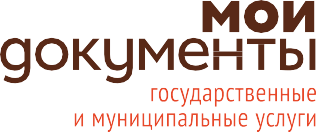 мои
документы
государственные
и муниципальные услуги